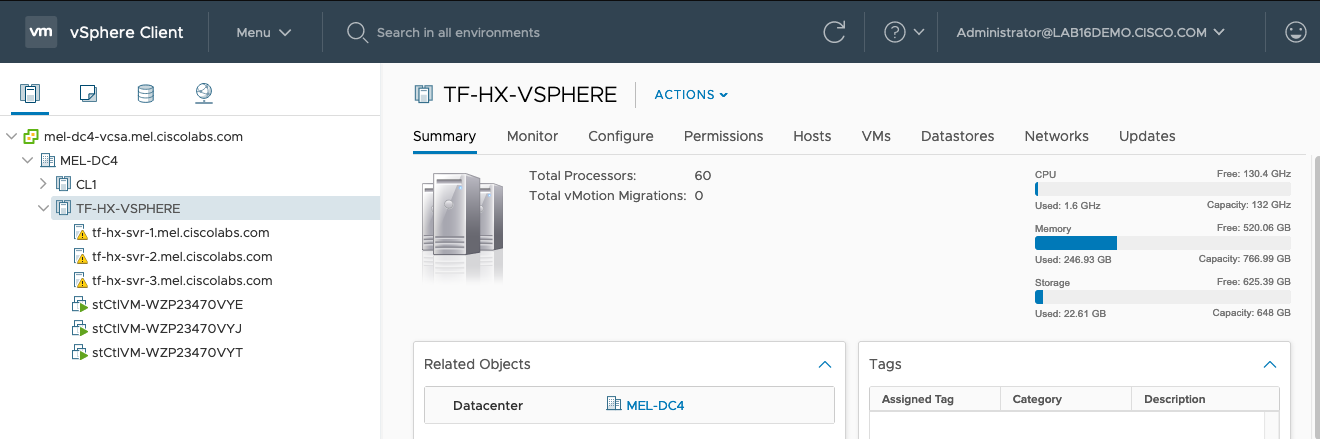 vm vSphere Client Menu Search in all environments Administrator@LAB16DEMO.CISCO.COM
mel-dc4-vcsa.mel.ciscolabs.com
MEL-DC4
CL1
TF-HX-VSPHERE
tf-hx-svr-1.mel.ciscolabs.com
tf-hx-svr-2.mel.ciscolabs.com
tf-hx-svr-3.mel.ciscolabs.com
stCtlVM-WZP23470VYE
stCtlVM-WZP23470VYJ
stCtlVM-WZP23470VYT
TF-HX-VSPHERE ACTIONS
Summary Monitor Configure Permissions Hosts VMs Datastores Networks Updates
Total Processors: 60
Total vMotion Migrations: 0
CPU Free: 130.4 GHz
Used: 1.6 GHz Capacity: 132 GHz
Memory Free: 520.06 GB
Used: 246.93 GB Capacity: 766.99 GB
Storage Free: 625.39 GB
Used: 22.61 GB Capacity: 648 GB
Related Objects
Datacenter MEL-DC4
Tags
Assigned Tag Category Description